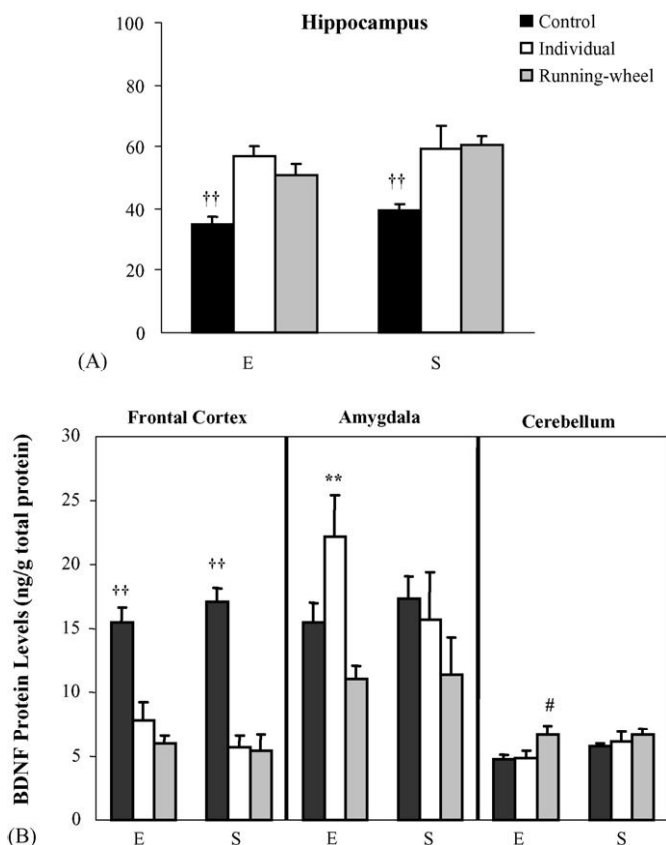 Hippocampus
Control
Individual
Running-wheel
100
80
60
40
20
0
††
††
(A)
E
S
BDNF Protein Levels (ng/g total protein)
Frontal Cortex
Amygdala
Cerebellum
30
25
20
15
10
5
0
††
††
**
#
(B)
E
S
E
S
E
S